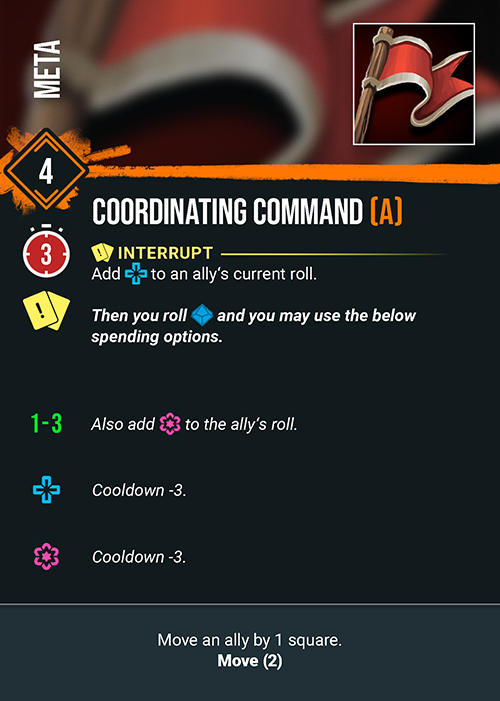 META
4
COORDINATING COMMAND (A)
3
! INTERRUPT
Add to an ally's current roll.
!
Then you roll and you may use the below
spending options.
1-3
Also add to the ally's roll.
Cooldown -3.
Cooldown -3.
Move an ally by 1 square.
Move (2)